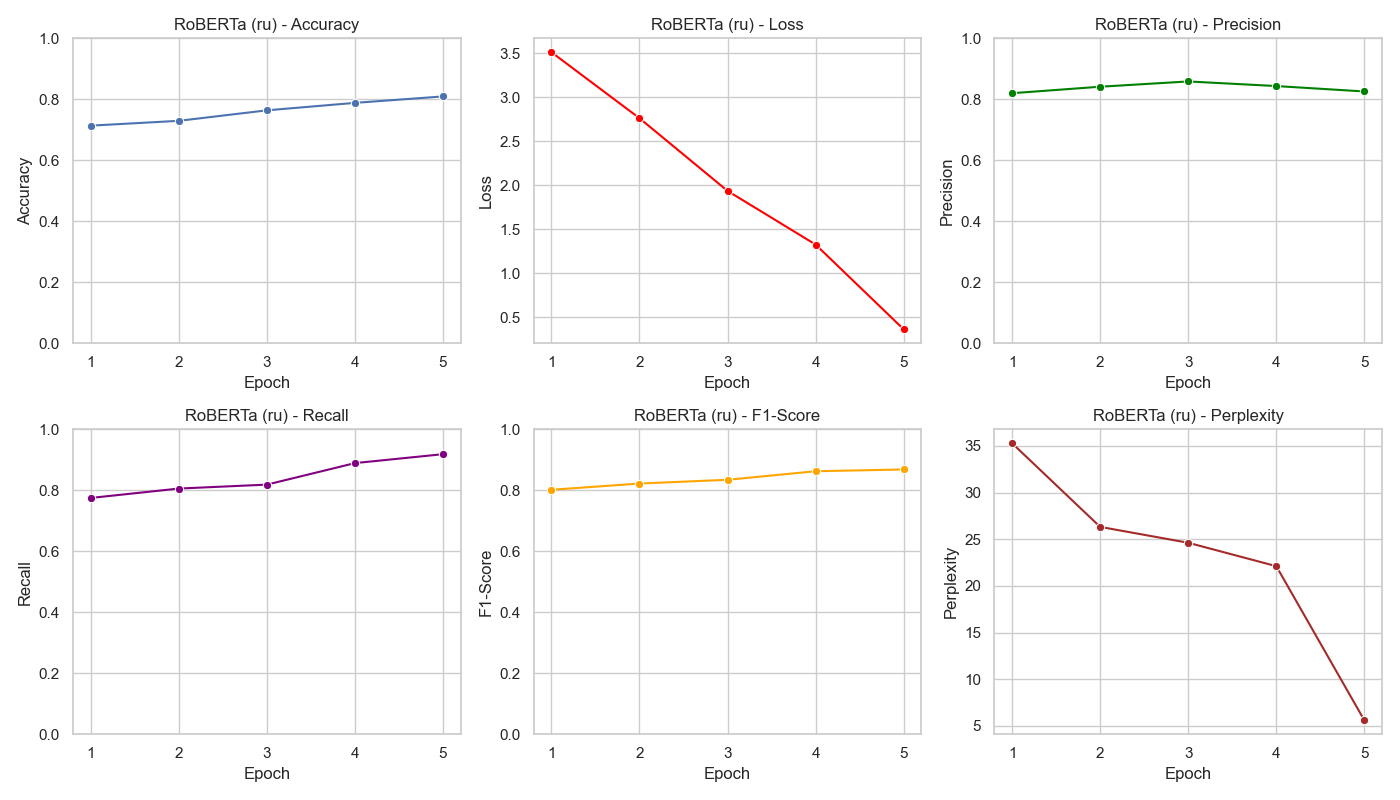 RoBERTa (ru) - Accuracy
1.0
0.8
0.6
0.4
0.2
0.0
Accuracy
1 2 3 4 5
Epoch
RoBERTa (ru) - Loss
3.5
3.0
2.5
2.0
1.5
1.0
0.5
Loss
1 2 3 4 5
Epoch
RoBERTa (ru) - Precision
1.0
0.8
0.6
0.4
0.2
0.0
Precision
1 2 3 4 5
Epoch
RoBERTa (ru) - Recall
1.0
0.8
0.6
0.4
0.2
0.0
Recall
1 2 3 4 5
Epoch
RoBERTa (ru) - F1-Score
1.0
0.8
0.6
0.4
0.2
0.0
F1-Score
1 2 3 4 5
Epoch
RoBERTa (ru) - Perplexity
35
30
25
20
15
10
5
Perplexity
1 2 3 4 5
Epoch